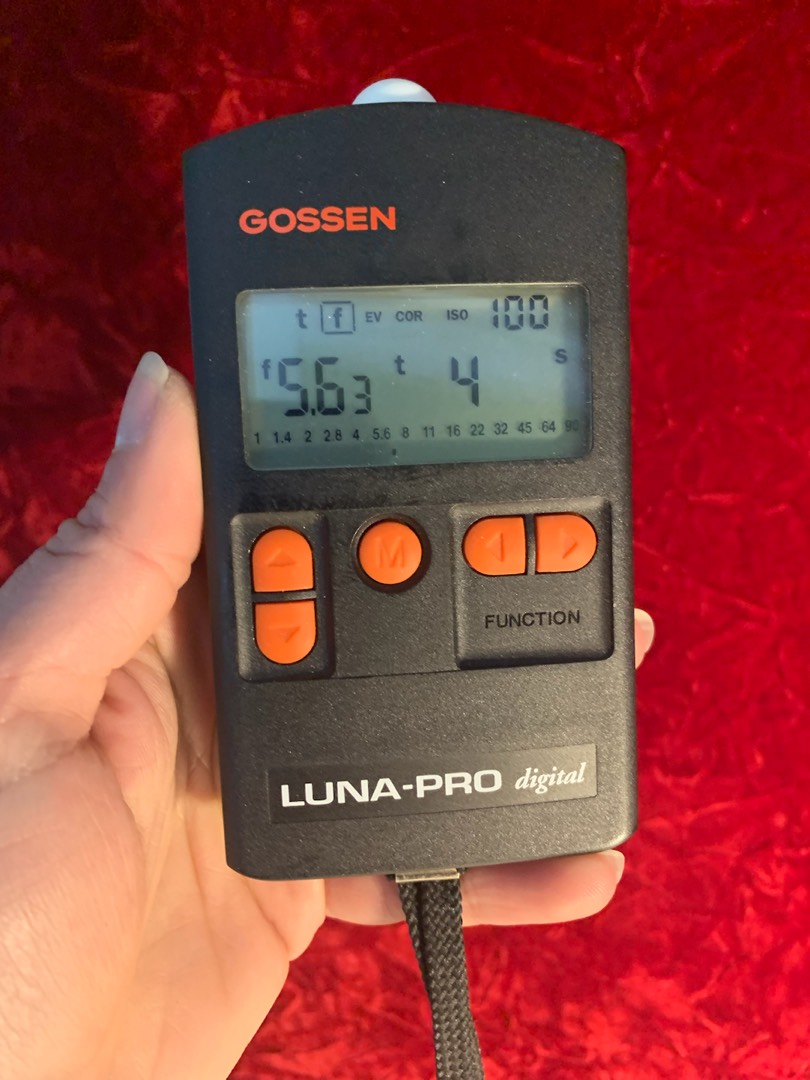 GOSSEN
t f EV COR ISO 100
f 5.6 3 t 4 s
1 1.4 2 2.8 4 5.6 8 11 16 22 32 45 64 90
M
FUNCTION
LUNA-PRO digital